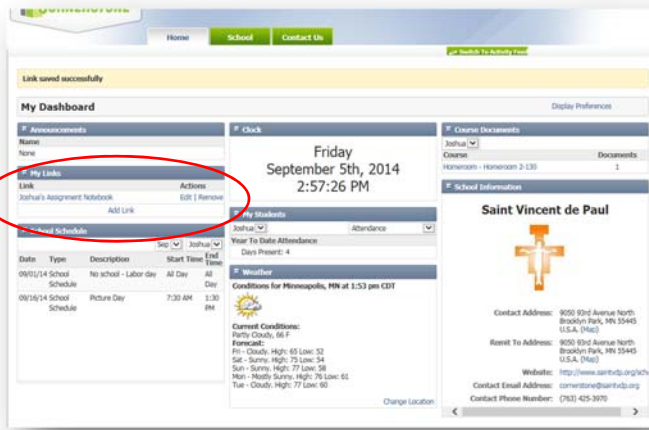 CORNERSTONE
Home School Contact Us
Switch To Activity Feed
Link saved successfully
My Dashboard
Display Preferences
Announcements
Name
None
My Links
Link Actions
Joshua's Assignment Notebook Edit | Remove
Add Link
School Schedule
Sep Joshua
Date Type Description Start Time End Time
09/01/14 School Schedule No school - Labor day All Day All Day
09/16/14 School Schedule Picture Day 7:30 AM 1:30 PM
Clock
Friday
September 5th, 2014
2:57:26 PM
My Students
Joshua Attendance
Year To Date Attendance
Days Present: 4
Weather
Conditions for Minneapolis, MN at 1:53 pm CDT
Current Conditions:
Partly Cloudy, 66 F
Forecast:
Fri - Cloudy. High: 65 Low: 52
Sat - Sunny. High: 75 Low: 54
Sun - Sunny. High: 77 Low: 58
Mon - Mostly Sunny. High: 76 Low: 61
Tue - Cloudy. High: 77 Low: 60
Change Location
Course Documents
Joshua
Course Documents
Homeroom - Homeroom 2-130 1
School Information
Saint Vincent de Paul
Contact Address: 9050 93rd Avenue North
Brooklyn Park, MN 55445
U.S.A. (Map)
Remit To Address: 9050 93rd Avenue North
Brooklyn Park, MN 55445
U.S.A. (Map)
Website: http://www.saintvdp.org/sch
Contact Email Address: cornerstone@saintvdp.org
Contact Phone Number: (763) 425-3970